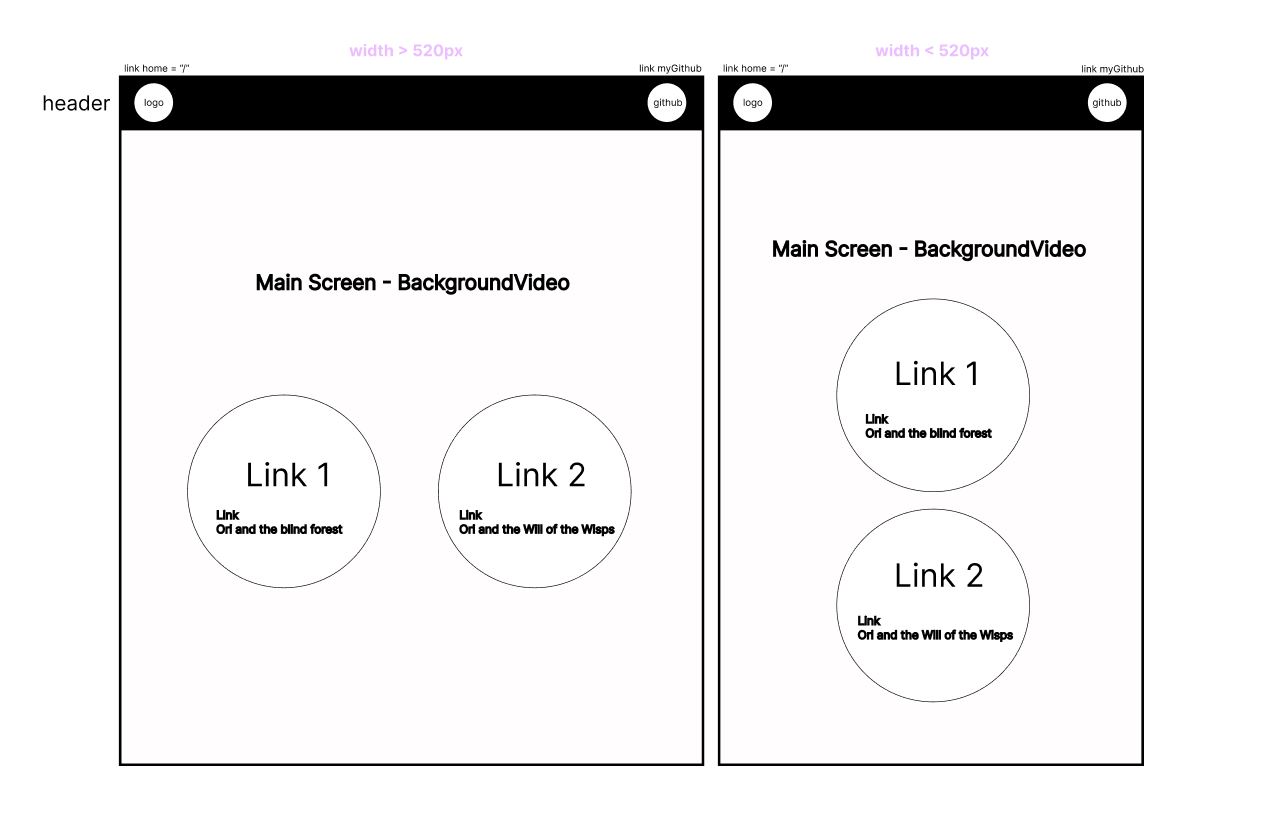 width > 520px
width < 520px
link home = "/"
link myGithub
link home = "/"
link myGithub
header
logo
github
logo
github
Main Screen - BackgroundVideo
Link 1
Link
Ori and the blind forest
Link 2
Link
Ori and the Will of the Wisps
Main Screen - BackgroundVideo
Link 1
Link
Ori and the blind forest
Link 2
Link
Ori and the Will of the Wisps